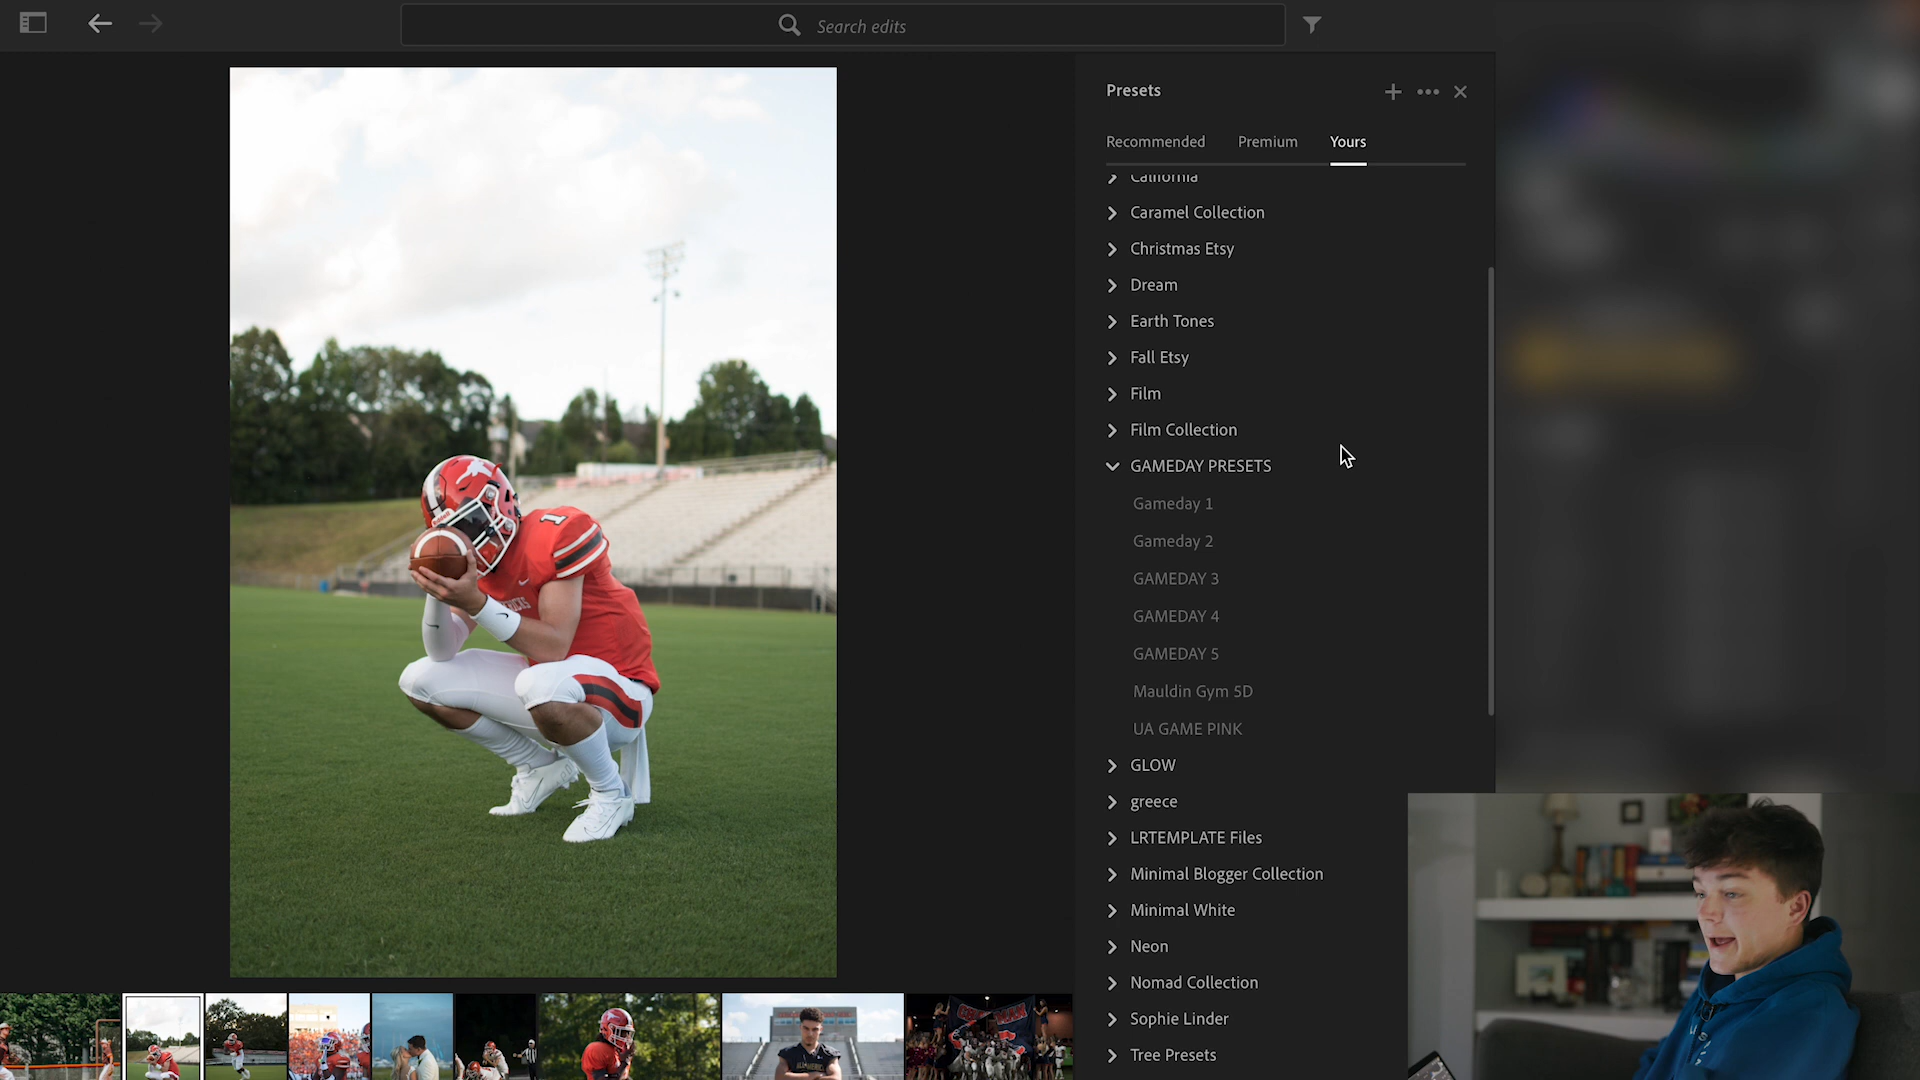 Search edits
Presets
Recommended Premium Yours
California
Caramel Collection
Christmas Etsy
Dream
Earth Tones
Fall Etsy
Film
Film Collection
GAMEDAY PRESETS
Gameday 1
Gameday 2
GAMEDAY 3
GAMEDAY 4
GAMEDAY 5
Mauldin Gym 5D
UA GAME PINK
GLOW
greece
LRTEMPLATE Files
Minimal Blogger Collection
Minimal White
Neon
Nomad Collection
Sophie Linder
Tree Presets
1